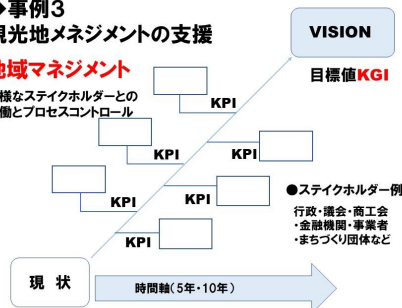 事例3
観光地メネジメントの支援
VISION
地域マネジメント
目標値KGI
様なステイクホルダーとの
働とプロセスコントロール
KPI
KPI
KPI
KPI
KPI
KPI
●ステイクホルダー例
行政・議会・商工会
・金融機関・事業者
・まちづくり団体など
現 状
時間軸(5年・10年)